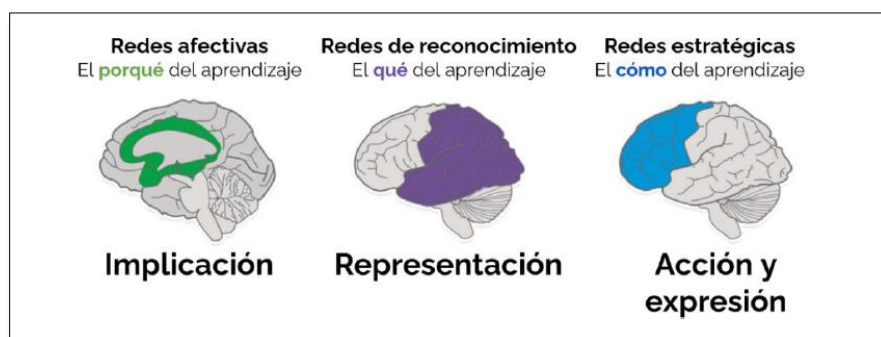 Redes afectivas
El porqué del aprendizaje
Implicación
Redes de reconocimiento
El qué del aprendizaje
Representación
Redes estratégicas
El cómo del aprendizaje
Acción y
expresión